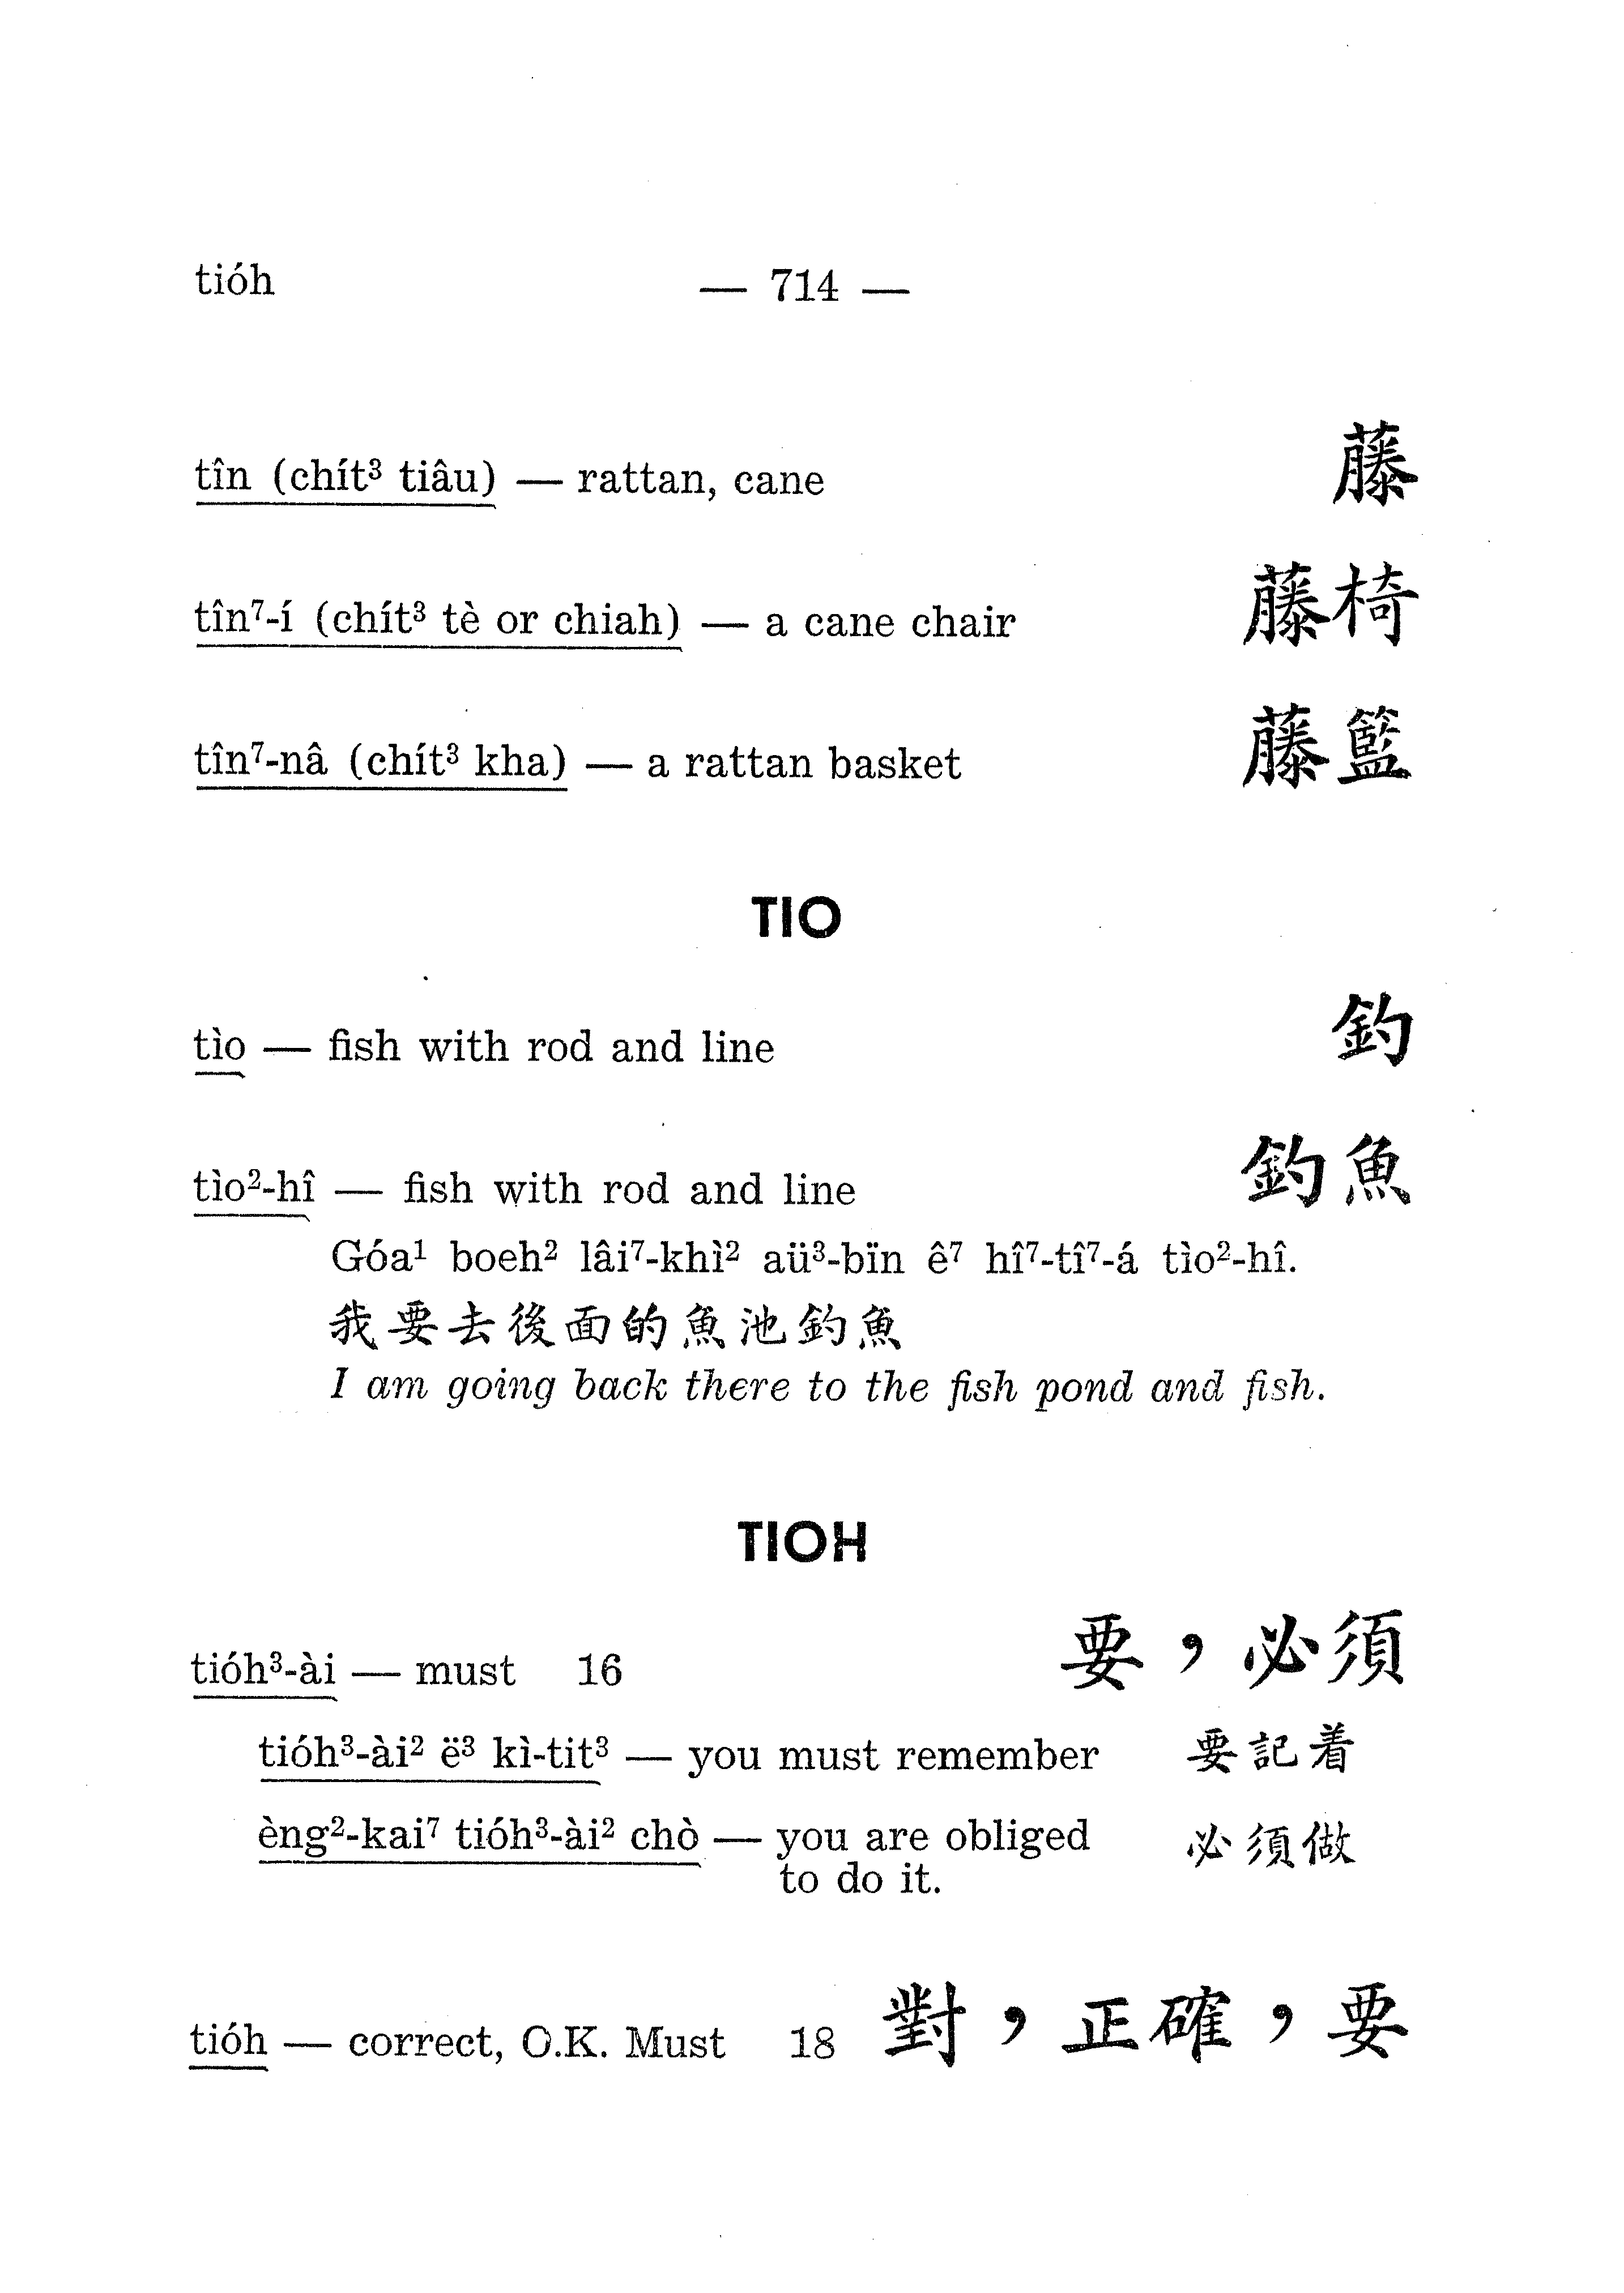 tióh — 714 —
tîn (chít³ tiâu) — rattan, cane 藤
tîn⁷-í (chít³ tè or chiah) — a cane chair 藤椅
tîn⁷-nâ (chít³ kha) — a rattan basket 藤籃
TIO
tìo — fish with rod and line 釣
tìo²-hî — fish with rod and line 釣魚
Góa¹ boeh² lâi⁷-khì² aü³-bïn ê⁷ hî⁷-tî⁷-á tìo²-hî.
我要去後面的魚池釣魚
I am going back there to the fish pond and fish.
TIOH
tióh³-ài — must 16 要，必須
tióh³-ài² ë³ kì-tit³ — you must remember 要記着
èng²-kai⁷ tióh³-ài² chò — you are obliged 必須做
to do it.
tióh — correct, O.K. Must 18 對，正確，要